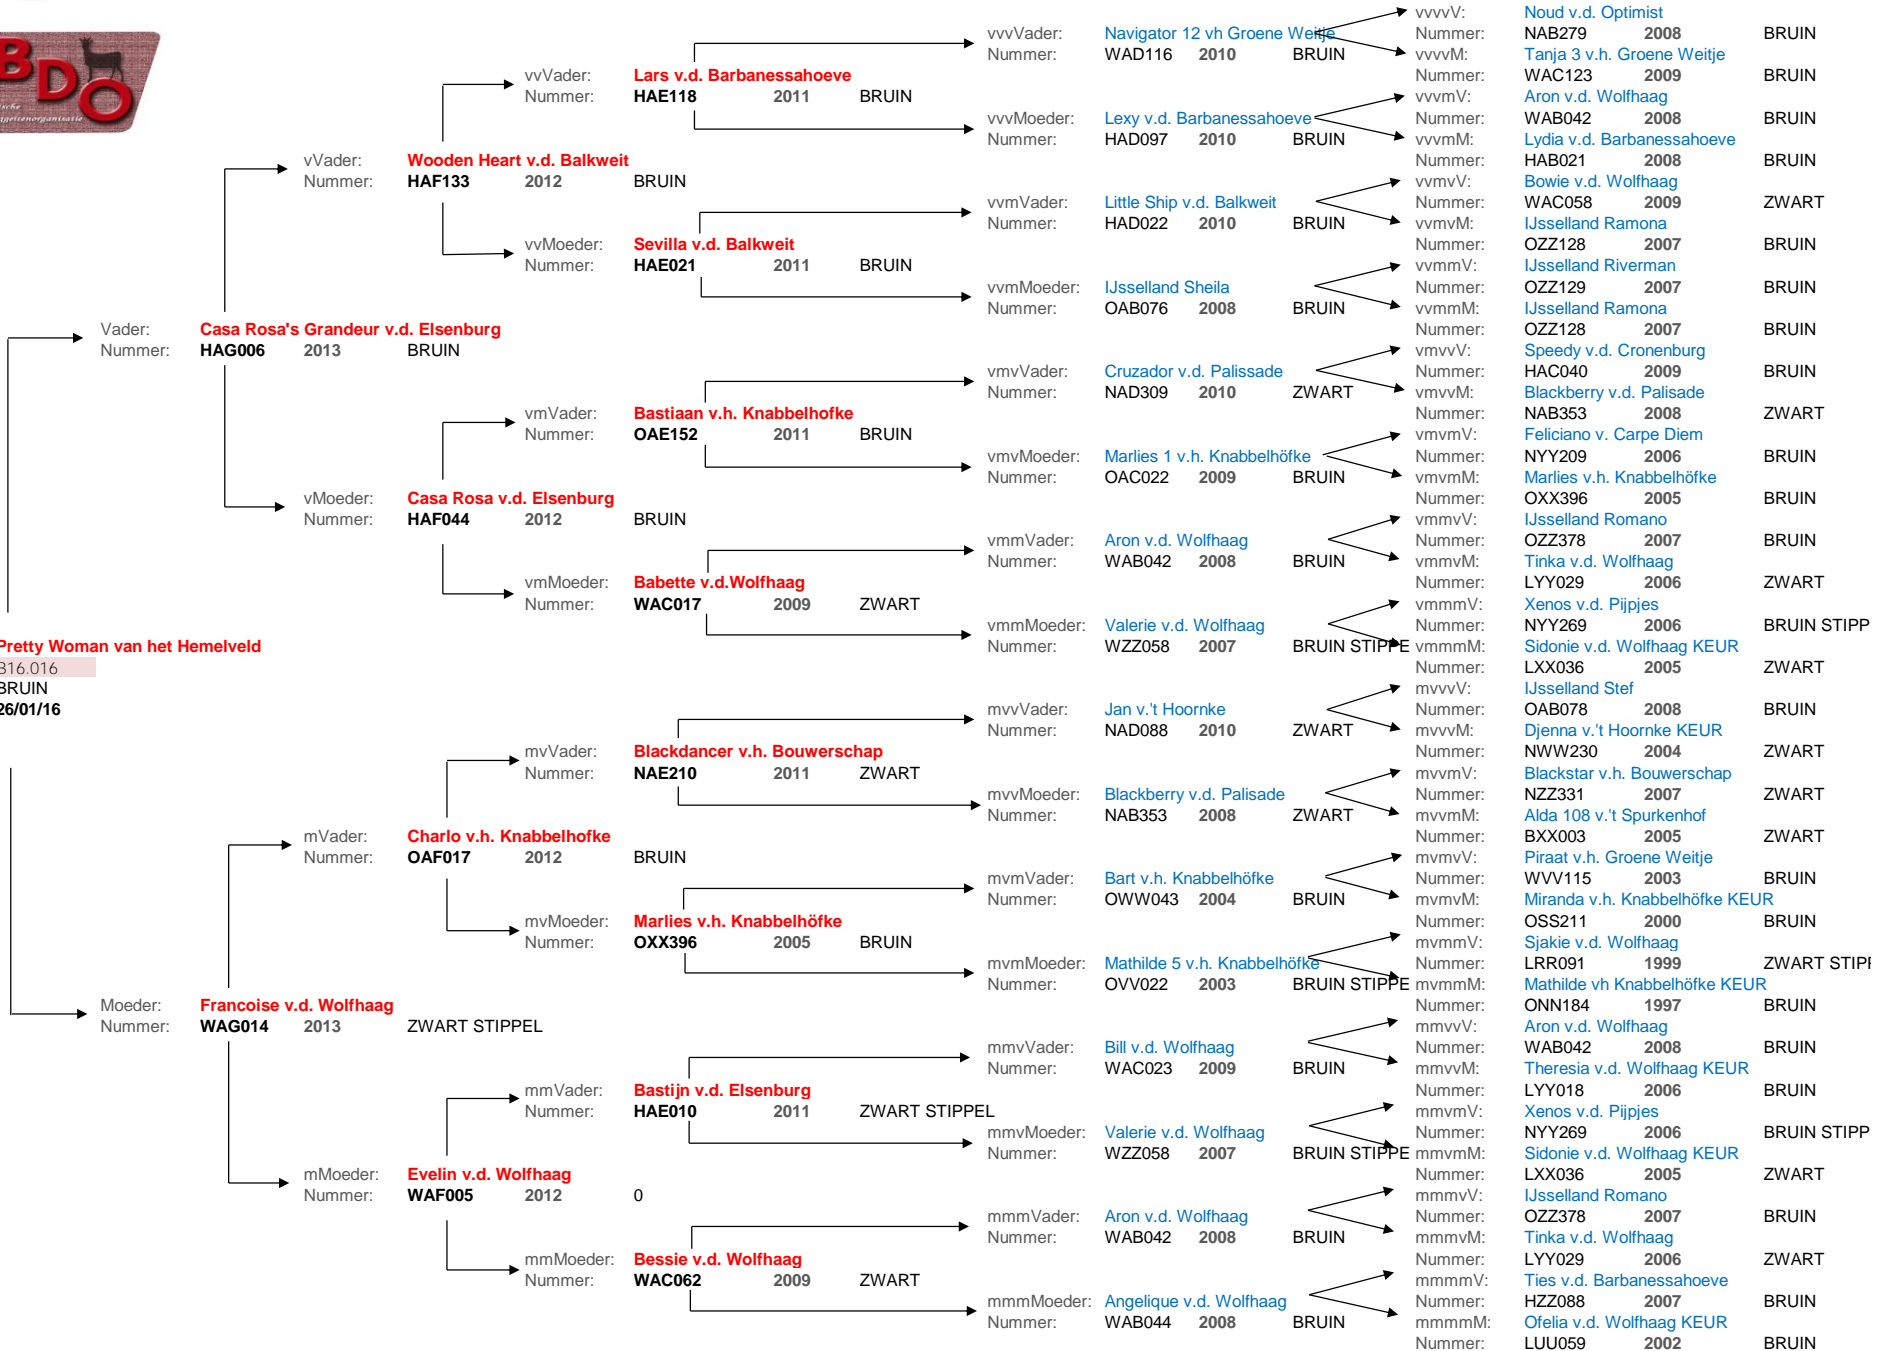 BDO
Pretty Woman van het Hemelveld
B16.016
BRUIN
26/01/16
Vader: Casa Rosa's Grandeur v.d. Elsenburg
Nummer: HAG006 2013 BRUIN
Moeder: Francoise v.d. Wolfhaag
Nummer: WAG014 2013 ZWART STIPPEL
vVader: Wooden Heart v.d. Balkweit
Nummer: HAF133 2012 BRUIN
vMoeder: Casa Rosa v.d. Elsenburg
Nummer: HAF044 2012 BRUIN
mVader: Charlo v.h. Knabbelhofke
Nummer: OAF017 2012 BRUIN
mMoeder: Evelin v.d. Wolfhaag
Nummer: WAF005 2012 0
vvVader: Lars v.d. Barbanessahoeve
Nummer: HAE118 2011 BRUIN
vvMoeder: Sevilla v.d. Balkweit
Nummer: HAE021 2011 BRUIN
vmVader: Bastiaan v.h. Knabbelhofke
Nummer: OAE152 2011 BRUIN
vmMoeder: Babette v.d.Wolfhaag
Nummer: WAC017 2009 ZWART
mvVader: Blackdancer v.h. Bouwerschap
Nummer: NAE210 2011 ZWART
mvMoeder: Marlies v.h. Knabbelhöfke
Nummer: OXX396 2005 BRUIN
mmVader: Bastijn v.d. Elsenburg
Nummer: HAE010 2011 ZWART STIPPEL
mmMoeder: Bessie v.d. Wolfhaag
Nummer: WAC062 2009 ZWART
vvvVader: Navigator 12 vh Groene Weitje
Nummer: WAD116 2010 BRUIN
vvvMoeder: Lexy v.d. Barbanessahoeve
Nummer: HAD097 2010 BRUIN
vvmVader: Little Ship v.d. Balkweit
Nummer: HAD022 2010 BRUIN
vvmMoeder: IJsselland Sheila
Nummer: OAB076 2008 BRUIN
vmvVader: Cruzador v.d. Palissade
Nummer: NAD309 2010 ZWART
vmvMoeder: Marlies 1 v.h. Knabbelhöfke
Nummer: OAC022 2009 BRUIN
vmmVader: Aron v.d. Wolfhaag
Nummer: WAB042 2008 BRUIN
vmmMoeder: Valerie v.d. Wolfhaag
Nummer: WZZ058 2007 BRUIN STIPPE
mvvVader: Jan v.'t Hoornke
Nummer: NAD088 2010 ZWART
mvvMoeder: Blackberry v.d. Palisade
Nummer: NAB353 2008 ZWART
mvmVader: Bart v.h. Knabbelhöfke
Nummer: OWW043 2004 BRUIN
mvmMoeder: Mathilde 5 v.h. Knabbelhöfke
Nummer: OVV022 2003 BRUIN STIPPE
mmvVader: Bill v.d. Wolfhaag
Nummer: WAC023 2009 BRUIN
mmvMoeder: Valerie v.d. Wolfhaag
Nummer: WZZ058 2007 BRUIN STIPPE
mmmVader: Aron v.d. Wolfhaag
Nummer: WAB042 2008 BRUIN
mmmMoeder: Angelique v.d. Wolfhaag
Nummer: WAB044 2008 BRUIN
vvvvV: Noud v.d. Optimist
Nummer: NAB279 2008 BRUIN
vvvvM: Tanja 3 v.h. Groene Weitje
Nummer: WAC123 2009 BRUIN
vvvmV: Aron v.d. Wolfhaag
Nummer: WAB042 2008 BRUIN
vvvmM: Lydia v.d. Barbanessahoeve
Nummer: HAB021 2008 BRUIN
vvmvV: Bowie v.d. Wolfhaag
Nummer: WAC058 2009 ZWART
vvmvM: IJsselland Ramona
Nummer: OZZ128 2007 BRUIN
vvmmV: IJsselland Riverman
Nummer: OZZ129 2007 BRUIN
vvmmM: IJsselland Ramona
Nummer: OZZ128 2007 BRUIN
vmvvV: Speedy v.d. Cronenburg
Nummer: HAC040 2009 BRUIN
vmvvM: Blackberry v.d. Palisade
Nummer: NAB353 2008 ZWART
vmvmV: Feliciano v. Carpe Diem
Nummer: NYY209 2006 BRUIN
vmvmM: Marlies v.h. Knabbelhöfke
Nummer: OXX396 2005 BRUIN
vmmvV: IJsselland Romano
Nummer: OZZ378 2007 BRUIN
vmmvM: Tinka v.d. Wolfhaag
Nummer: LYY029 2006 ZWART
vmmmV: Xenos v.d. Pijpjes
Nummer: NYY269 2006 BRUIN STIPP
vmmmM: Sidonie v.d. Wolfhaag KEUR
Nummer: LXX036 2005 ZWART
mvvvV: IJsselland Stef
Nummer: OAB078 2008 BRUIN
mvvvM: Djenna v.'t Hoornke KEUR
Nummer: NWW230 2004 ZWART
mvvmV: Blackstar v.h. Bouwerschap
Nummer: NZZ331 2007 ZWART
mvvmM: Alda 108 v.'t Spurkenhof
Nummer: BXX003 2005 ZWART
mvmvV: Piraat v.h. Groene Weitje
Nummer: WVV115 2003 BRUIN
mvmvM: Miranda v.h. Knabbelhöfke KEUR
Nummer: OSS211 2000 BRUIN
mvmmV: Sjakie v.d. Wolfhaag
Nummer: LRR091 1999 ZWART STIP
mvmmM: Mathilde vh Knabbelhöfke KEUR
Nummer: ONN184 1997 BRUIN
mmvvV: Aron v.d. Wolfhaag
Nummer: WAB042 2008 BRUIN
mmvvM: Theresia v.d. Wolfhaag KEUR
Nummer: LYY018 2006 BRUIN
mmvmV: Xenos v.d. Pijpjes
Nummer: NYY269 2006 BRUIN STIPP
mmvmM: Sidonie v.d. Wolfhaag KEUR
Nummer: LXX036 2005 ZWART
mmmvV: IJsselland Romano
Nummer: OZZ378 2007 BRUIN
mmmvM: Tinka v.d. Wolfhaag
Nummer: LYY029 2006 ZWART
mmmmV: Ties v.d. Barbanessahoeve
Nummer: HZZ088 2007 BRUIN
mmmmM: Ofelia v.d. Wolfhaag KEUR
Nummer: LUU059 2002 BRUIN